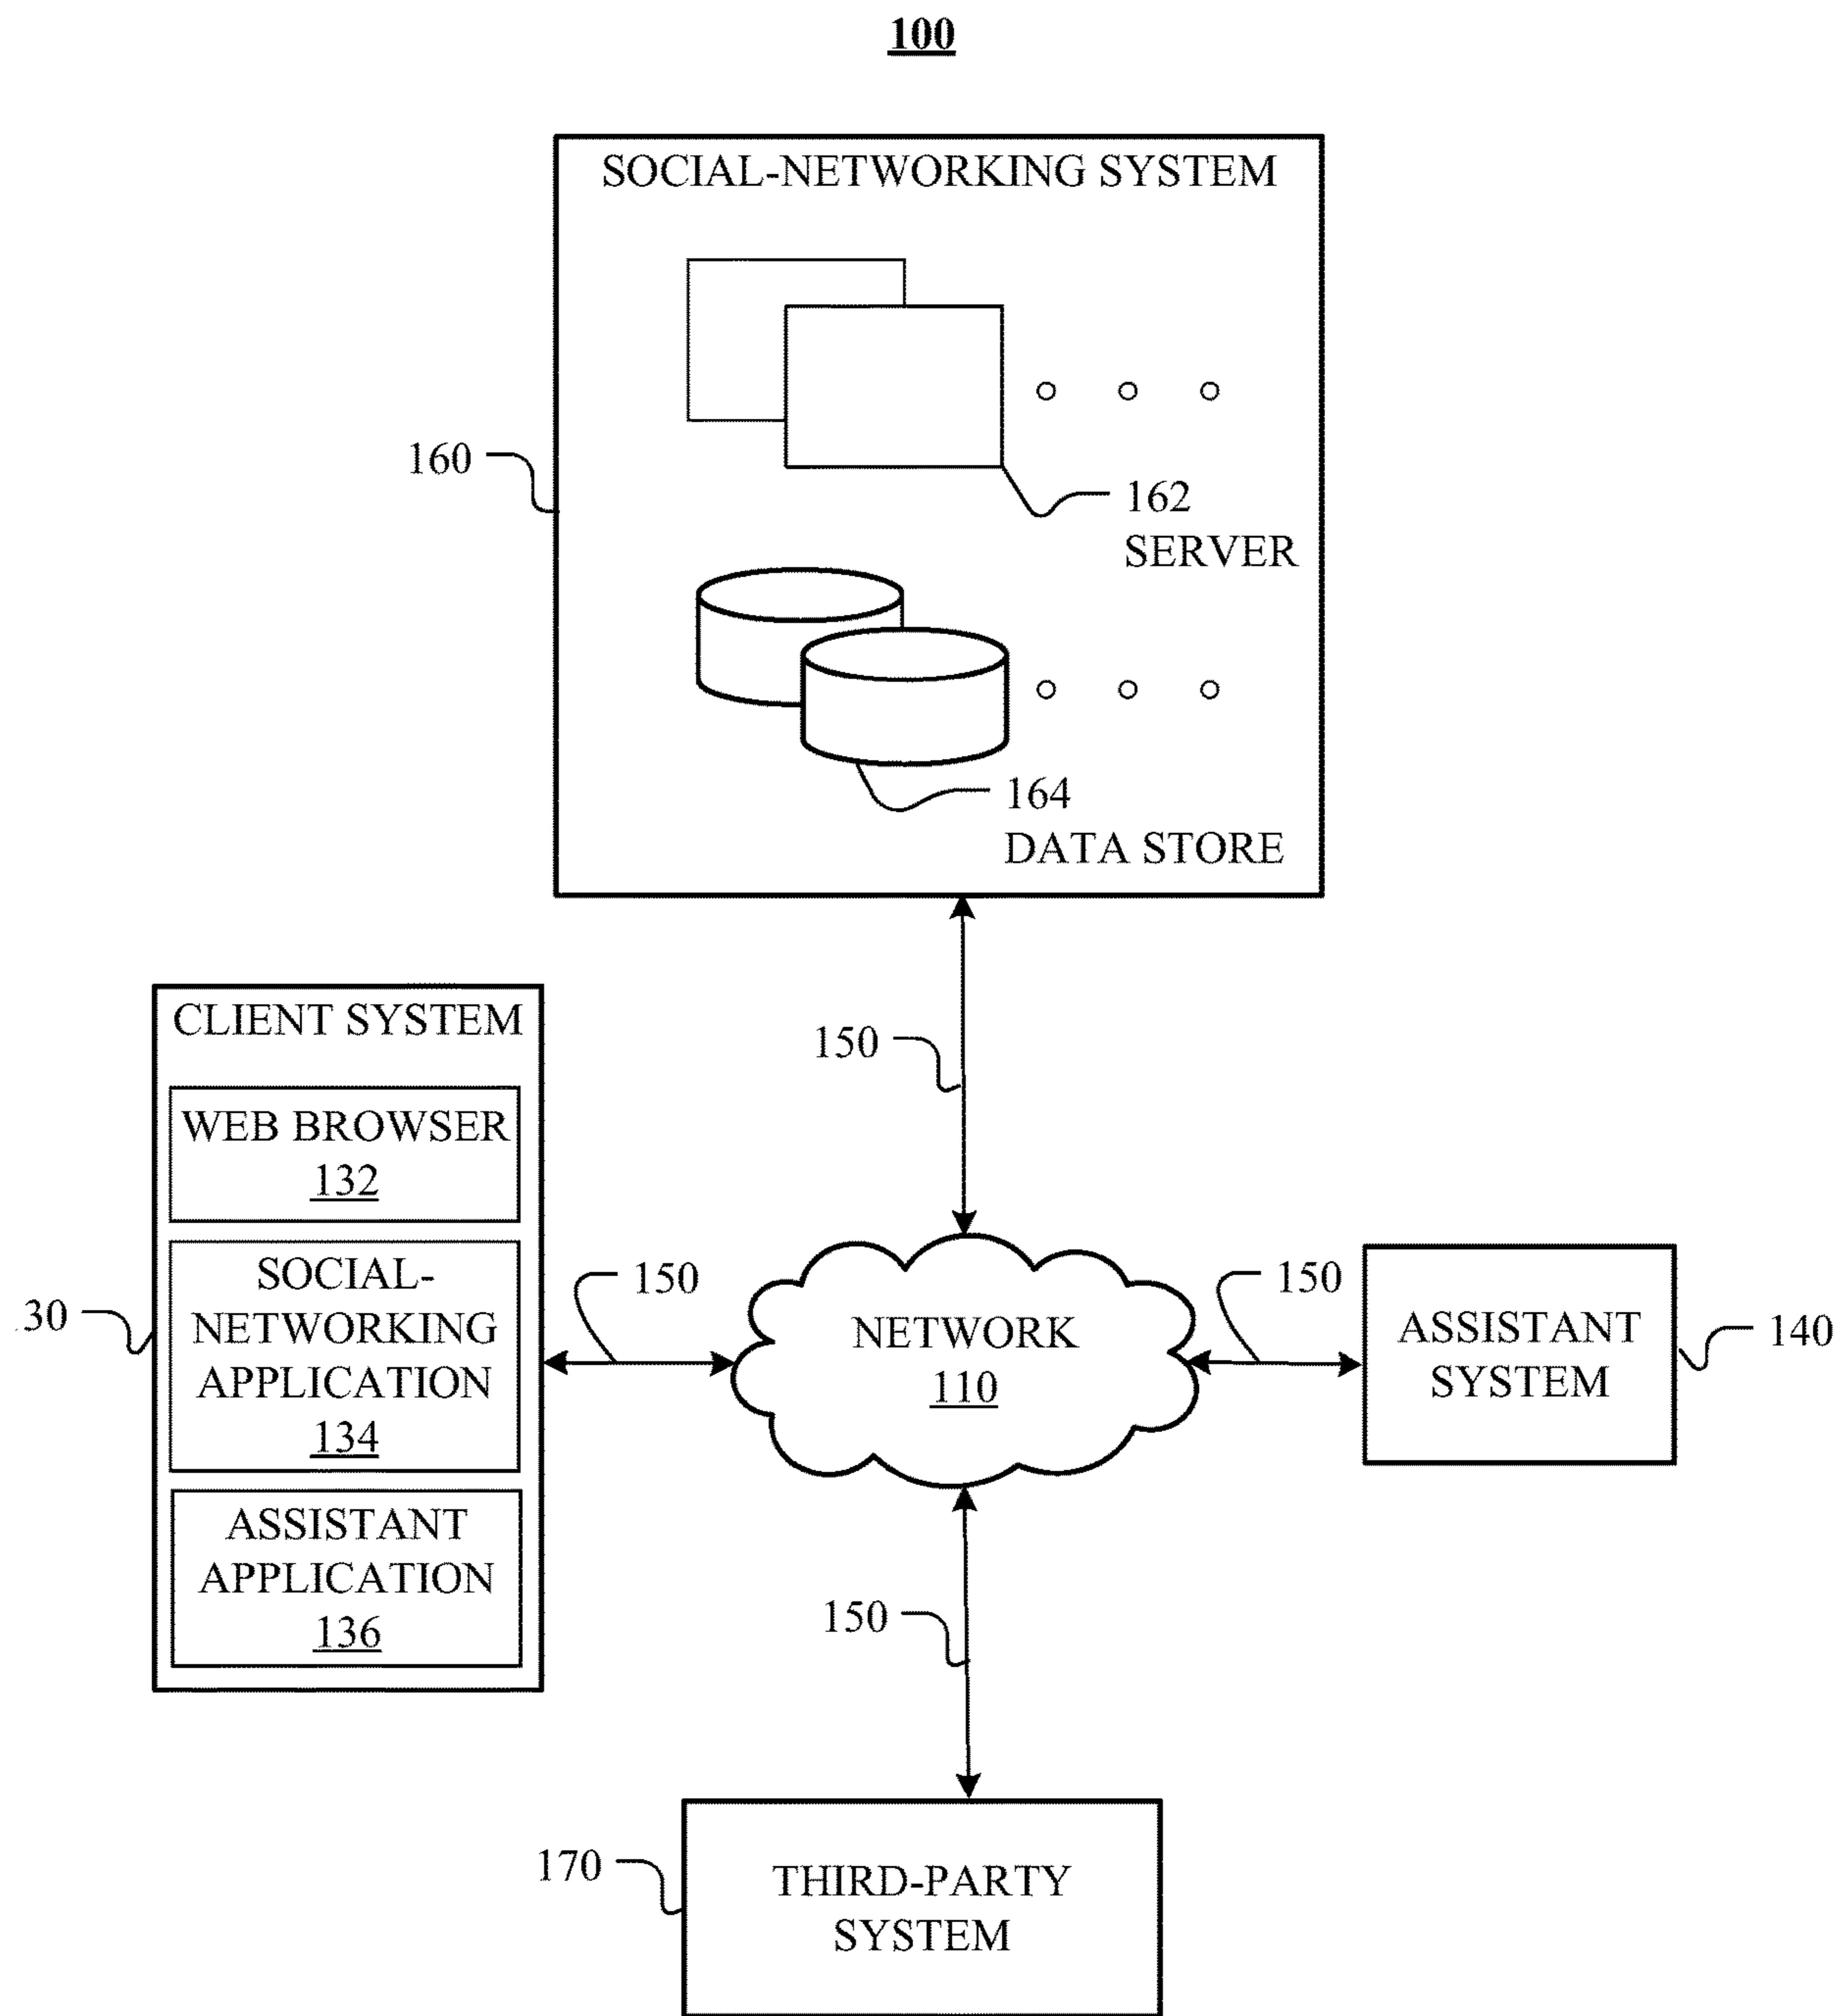 100
SOCIAL-NETWORKING SYSTEM
160
162
SERVER
164
DATA STORE
CLIENT SYSTEM
WEB BROWSER
132
SOCIAL-
NETWORKING
APPLICATION
134
ASSISTANT
APPLICATION
136
30
150
150
NETWORK
110
150
ASSISTANT
SYSTEM
140
150
170
THIRD-PARTY
SYSTEM